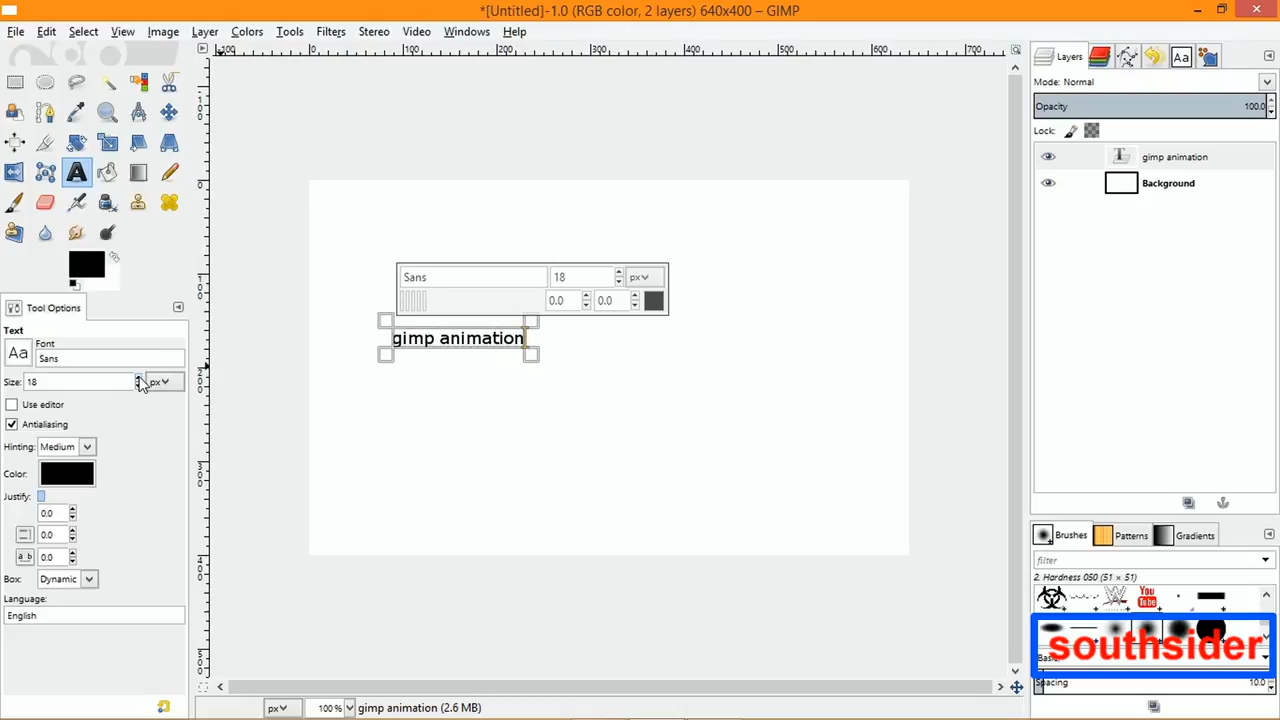 *[Untitled]-1.0 (RGB color, 2 layers) 640x400 – GIMP
File Edit Select View Image Layer Colors Tools Filters Stereo Video Windows Help
Layers
Mode: Normal
Opacity 100.0
Lock:
gimp animation
Background
Sans 18 px
0.0 0.0
gimp animation
Tool Options
Text
Font
Aa Sans
Size: 18 px
Use editor
Antialiasing
Hinting: Medium
Color:
Justify:
0.0
0.0
0.0
Box: Dynamic
Language:
English
Brushes Patterns Gradients
filter
2. Hardness 050 (51 × 51)
You
Tube
southsider
Spacing 10.0
px 100% gimp animation (2.6 MB)